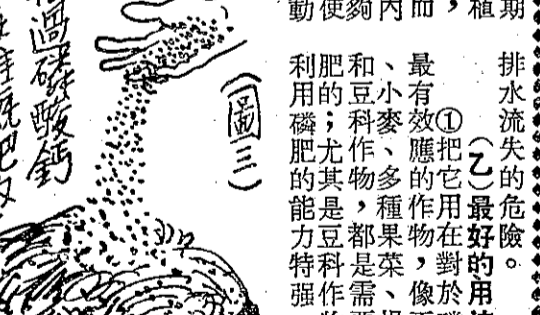 期
植
，
而
內
夠
使
動
排水流失的危險。
（乙）最好的用
①把它用在對於磷
最有效應的作物，像
、小麥、多種果菜、
和豆科作物，都是需要
肥的；尤其是豆科作
利用磷肥的能力特强
（圖三）
過磷酸鈣